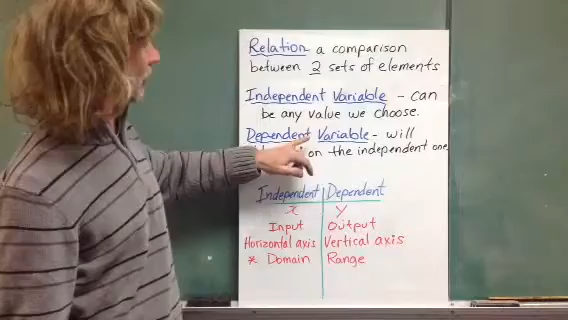 Relation a comparison
between 2 sets of elements
Independent Variable - can
be any value we choose.
Dependent Variable - will
on the independent one.
Independent Dependent
x y
Input Output
Horizontal axis Vertical axis
* Domain Range